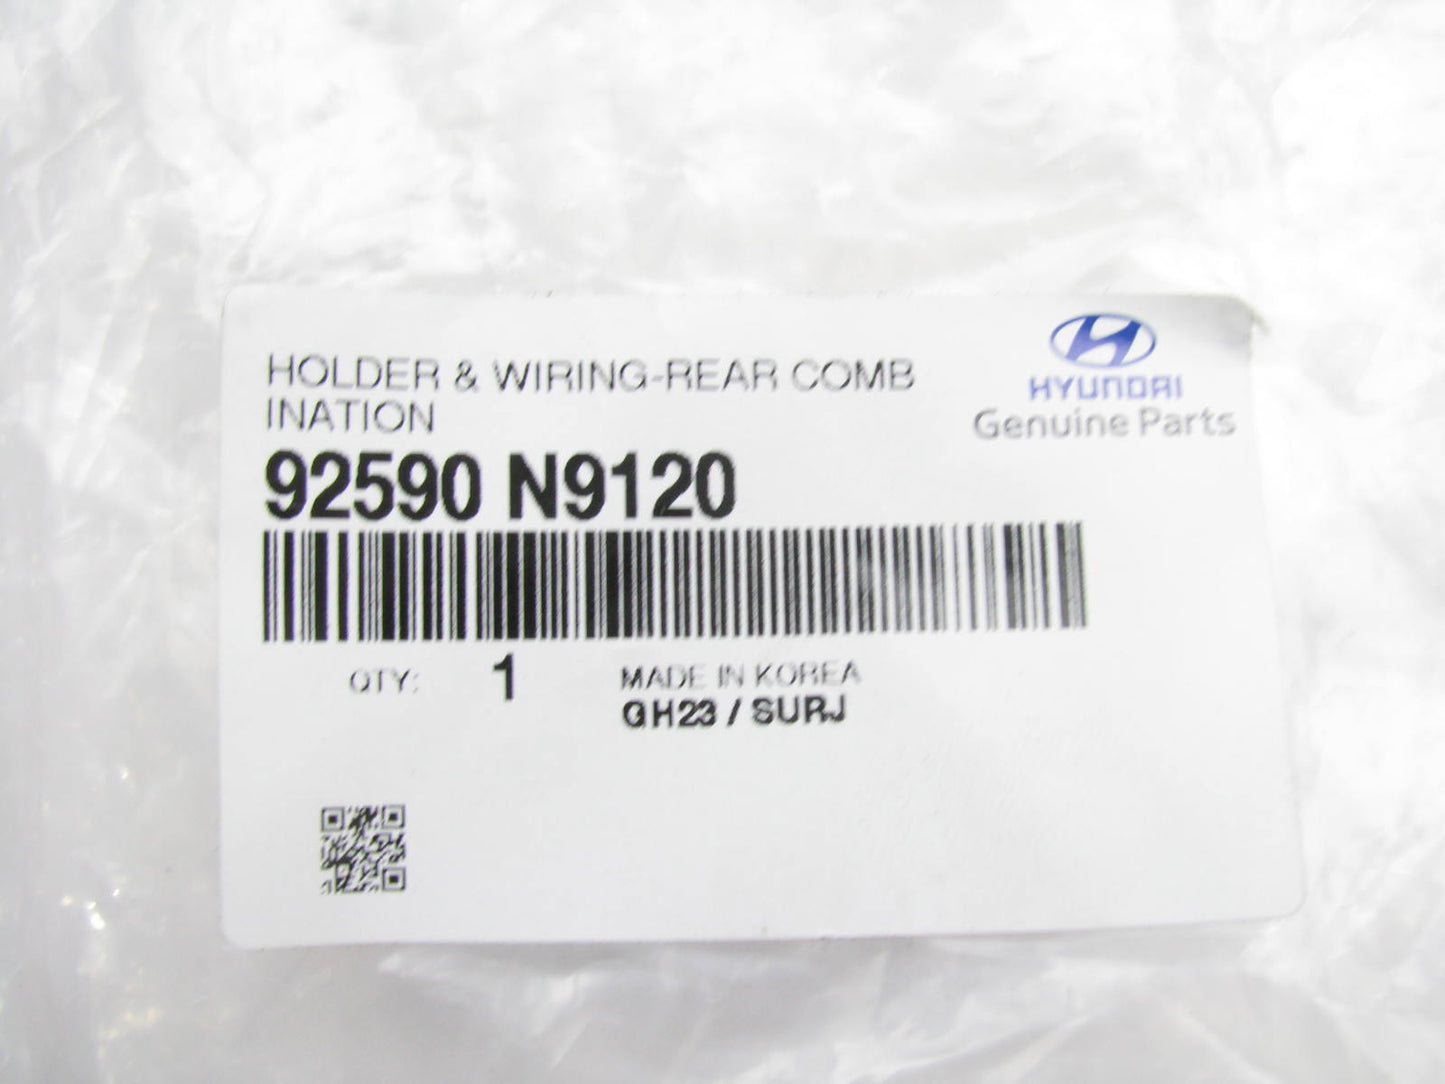 HOLDER & WIRING-REAR COMB
INATION
HYUNDAI
Genuine Parts
92590 N9120
QTY: 1
MADE IN KOREA
GH23 / SURJ